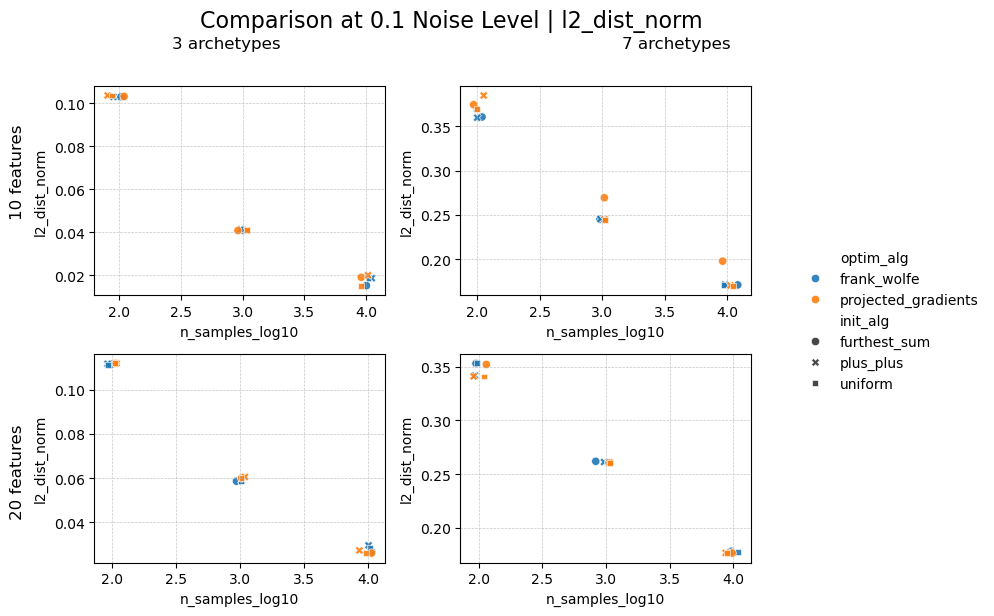 Comparison at 0.1 Noise Level | l2_dist_norm
3 archetypes
7 archetypes
10 features
l2_dist_norm
0.10
0.08
0.06
0.04
0.02
2.0 2.5 3.0 3.5 4.0
n_samples_log10
l2_dist_norm
0.35
0.30
0.25
0.20
2.0 2.5 3.0 3.5 4.0
n_samples_log10
20 features
l2_dist_norm
0.10
0.08
0.06
0.04
2.0 2.5 3.0 3.5 4.0
n_samples_log10
l2_dist_norm
0.35
0.30
0.25
0.20
2.0 2.5 3.0 3.5 4.0
n_samples_log10
optim_alg
frank_wolfe
projected_gradients
init_alg
furthest_sum
plus_plus
uniform